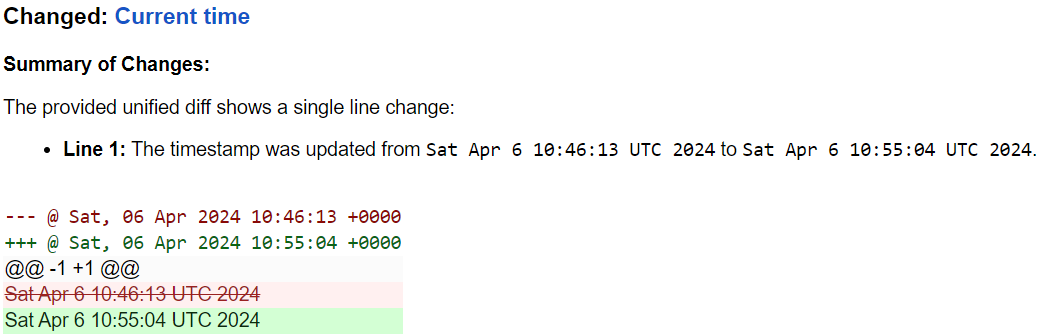 Changed: Current time
Summary of Changes:
The provided unified diff shows a single line change:
• Line 1: The timestamp was updated from Sat Apr 6 10:46:13 UTC 2024 to Sat Apr 6 10:55:04 UTC 2024.
--- @ Sat, 06 Apr 2024 10:46:13 +0000
+++ @ Sat, 06 Apr 2024 10:55:04 +0000
@@ -1 +1 @@
Sat Apr 6 10:46:13 UTC 2024
Sat Apr 6 10:55:04 UTC 2024